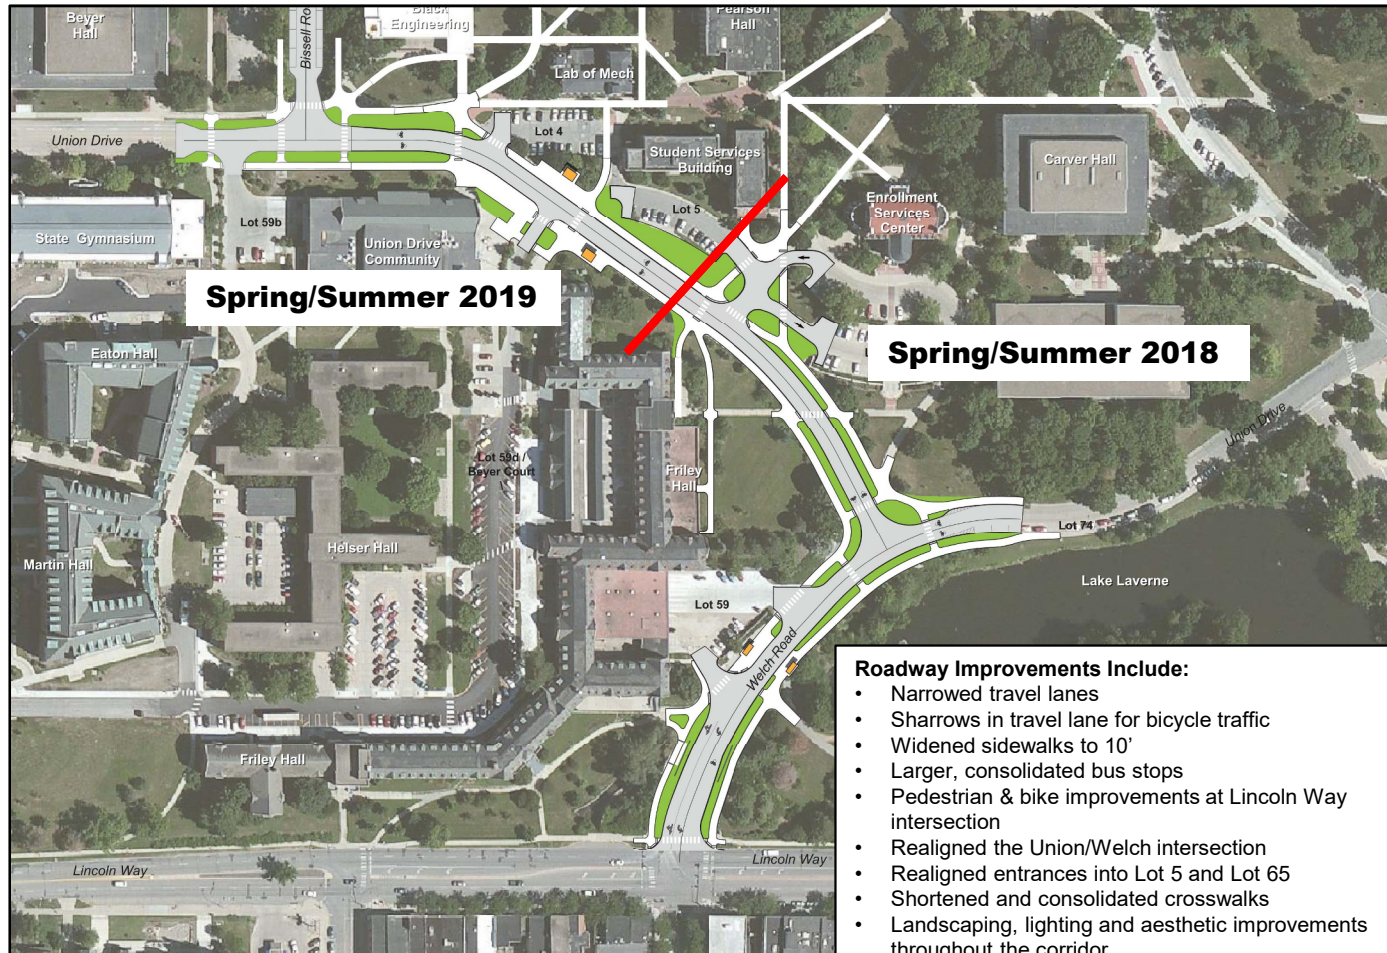 Beyer
Hall
Bissell Ro
Black
Engineering
Pearson
Hall
Lab of Mech
Union Drive
Lot 4
Student Services
Building
Carver Hall
Lot 59b
Lot 5
Enrollment
Services
Center
State Gymnasium
Union Drive
Community
Spring/Summer 2019
Spring/Summer 2018
Eaton Hall
Union Drive
Lot 59d /
Beyer Court
Friley
Hall
Lot 74
Helser Hall
Martin Hall
Lake Laverne
Lot 59
Welch Road
Friley Hall
Lincoln Way
Lincoln Way
Roadway Improvements Include:
• Narrowed travel lanes
• Sharrows in travel lane for bicycle traffic
• Widened sidewalks to 10’
• Larger, consolidated bus stops
• Pedestrian & bike improvements at Lincoln Way
intersection
• Realigned the Union/Welch intersection
• Realigned entrances into Lot 5 and Lot 65
• Shortened and consolidated crosswalks
• Landscaping, lighting and aesthetic improvements
throughout the corridor